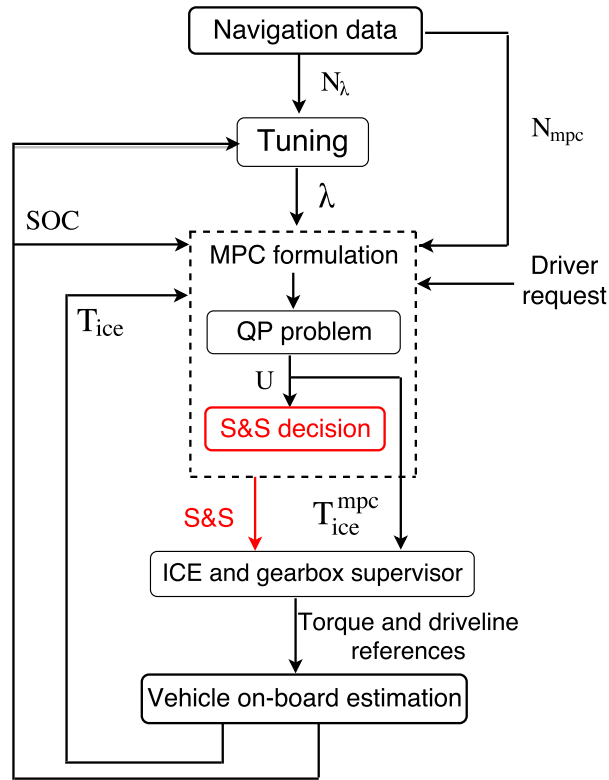 Navigation data
Nλ
Nmpc
Tuning
λ
SOC
MPC formulation
Driver
request
Tice
QP problem
U
S&S decision
S&S
Tice^mpc
ICE and gearbox supervisor
Torque and driveline
references
Vehicle on-board estimation